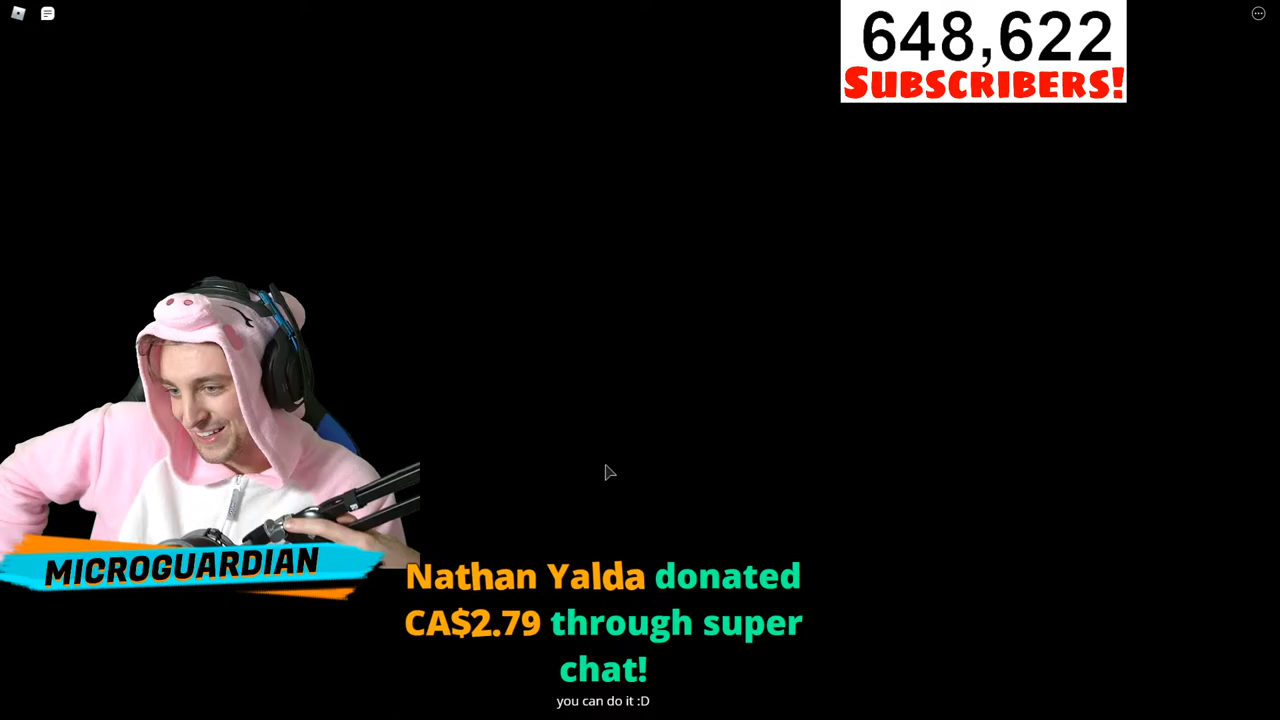 648,622
SUBSCRIBERS!
MICROGUARDIAN
Nathan Yalda donated
CA$2.79 through super
chat!
you can do it :D